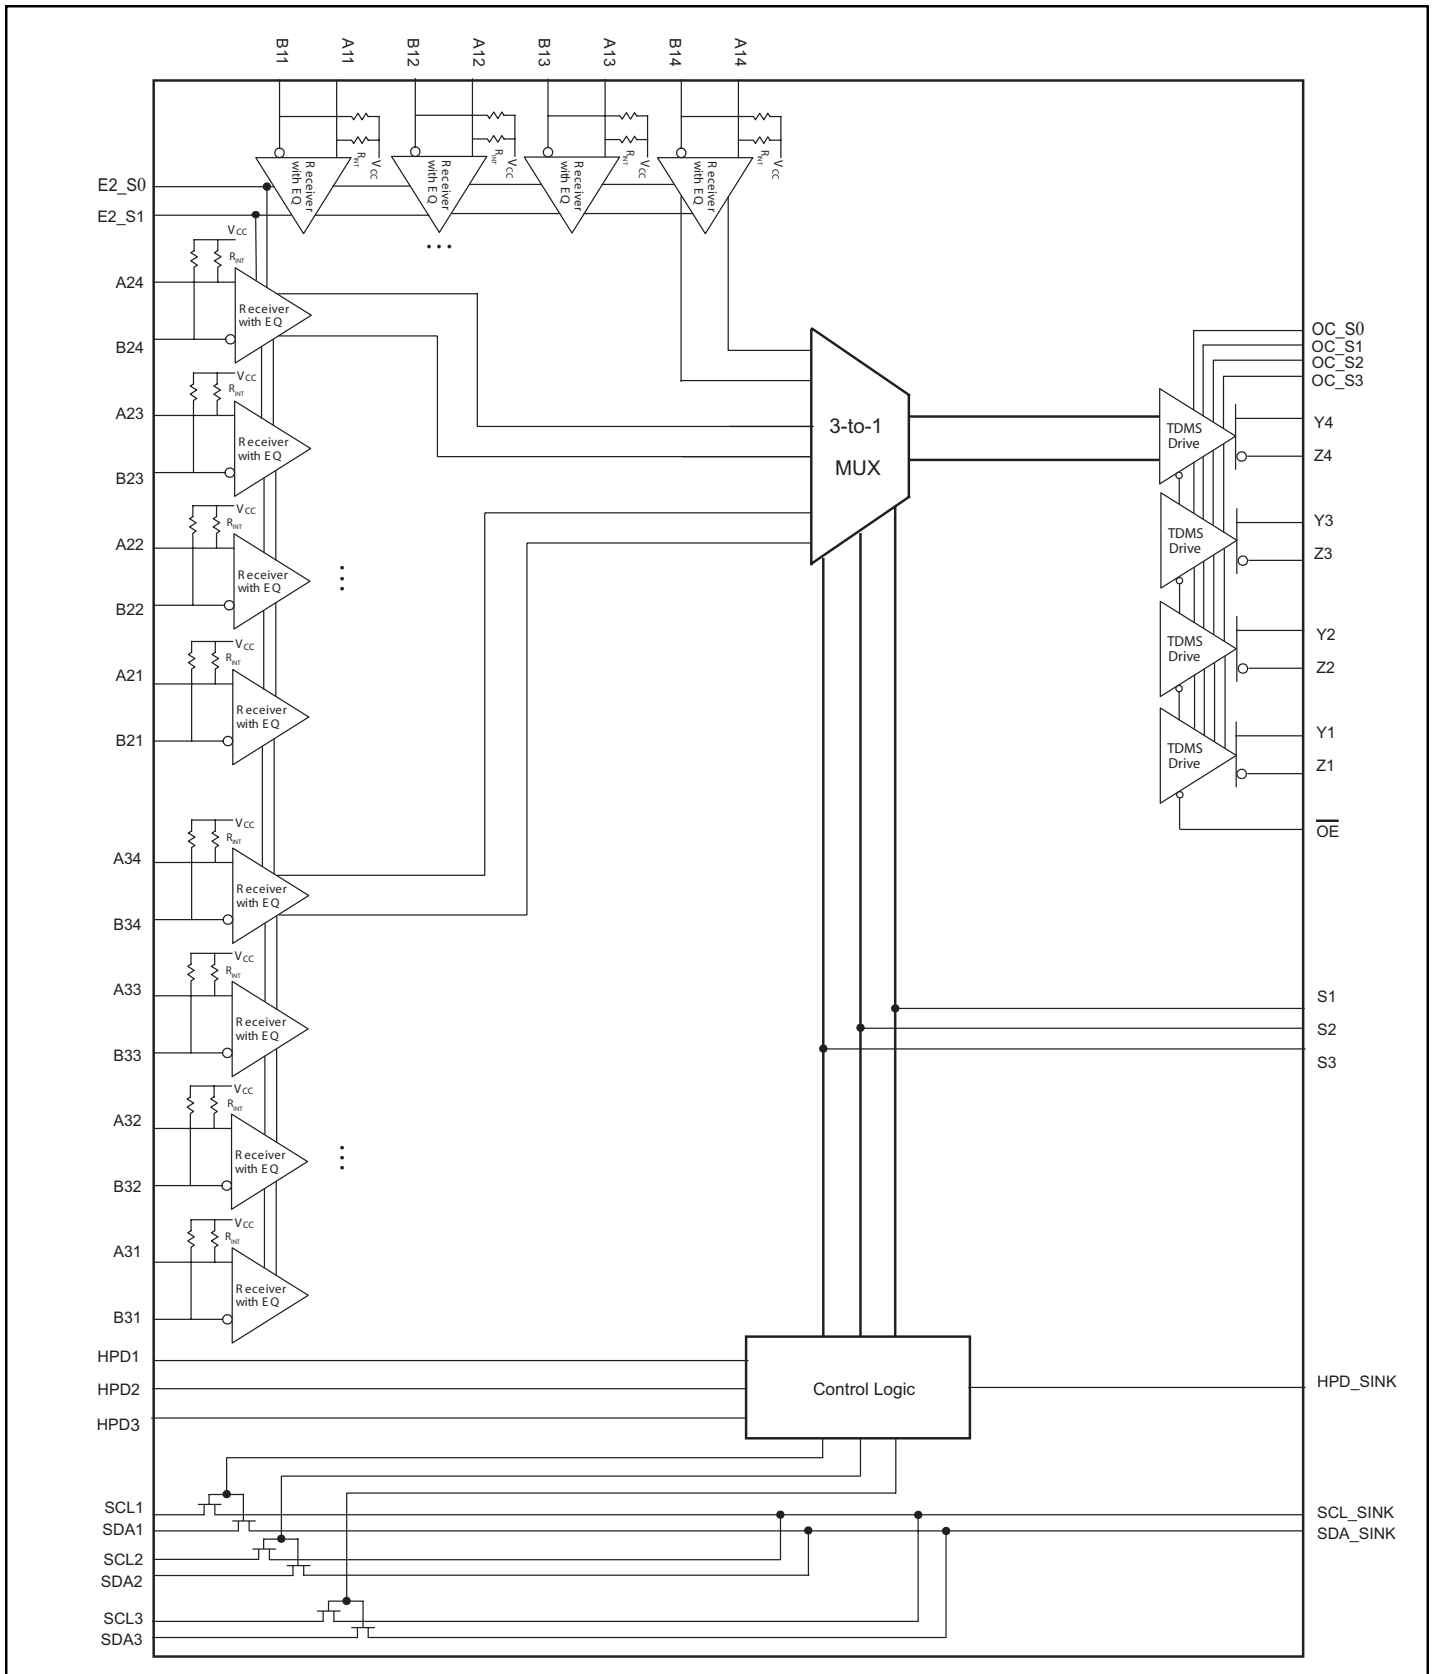 B11 A11 B12 A12 B13 A13 B14 A14
RINT VCC RINT VCC RINT VCC RINT VCC
Receiver with EQ
Receiver with EQ
Receiver with EQ
Receiver with EQ
E2_S0
E2_S1
...
VCC
RINT
A24
Receiver
with EQ
B24
VCC
RINT
A23
Receiver
with EQ
B23
VCC
RINT
A22
Receiver
with EQ
B22
...
VCC
RINT
A21
Receiver
with EQ
B21
VCC
RINT
A34
Receiver
with EQ
B34
VCC
RINT
A33
Receiver
with EQ
B33
VCC
RINT
A32
Receiver
with EQ
B32
...
VCC
RINT
A31
Receiver
with EQ
B31
3-to-1
MUX
OC_S0
OC_S1
OC_S2
OC_S3
TDMS
Drive
Y4
Z4
TDMS
Drive
Y3
Z3
TDMS
Drive
Y2
Z2
TDMS
Drive
Y1
Z1
OE
S1
S2
S3
HPD1
HPD2
HPD3
Control Logic
HPD_SINK
SCL1
SDA1
SCL2
SDA2
SCL3
SDA3
SCL_SINK
SDA_SINK